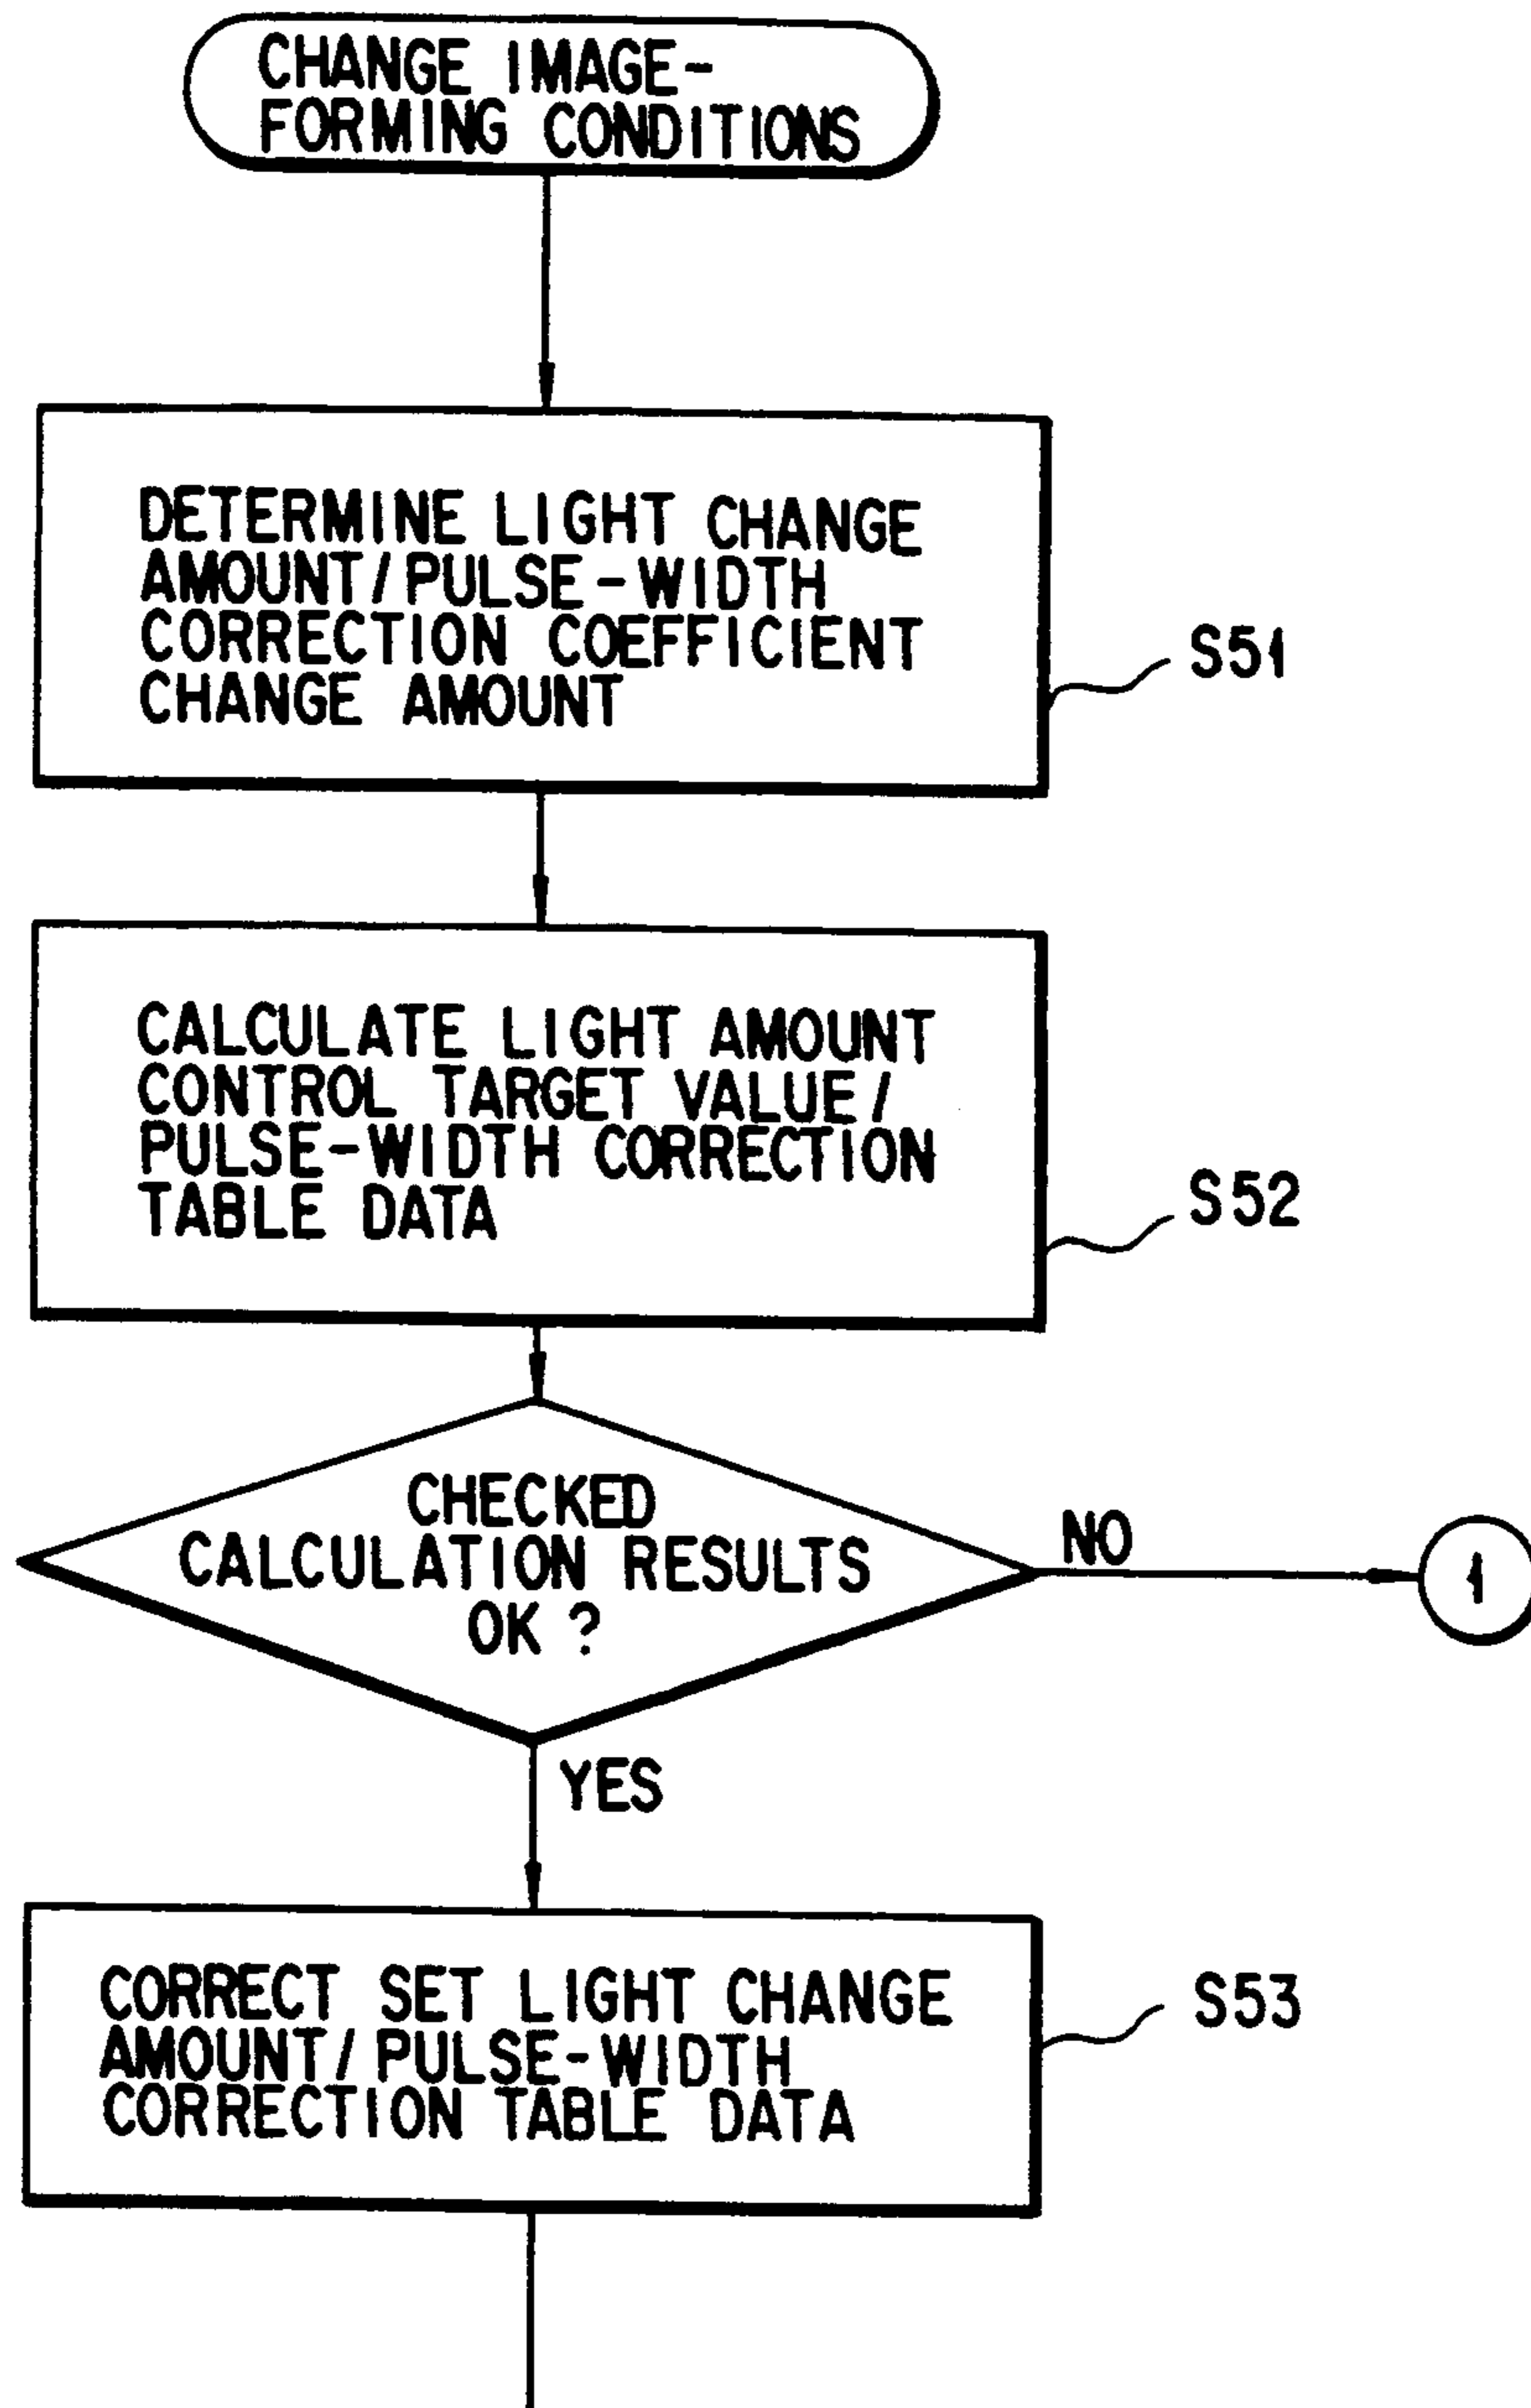 CHANGE IMAGE-
FORMING CONDITIONS
DETERMINE LIGHT CHANGE
AMOUNT/PULSE-WIDTH
CORRECTION COEFFICIENT
CHANGE AMOUNT
S51
CALCULATE LIGHT AMOUNT
CONTROL TARGET VALUE/
PULSE-WIDTH CORRECTION
TABLE DATA
S52
CHECKED
CALCULATION RESULTS
OK ?
NO
1
YES
CORRECT SET LIGHT CHANGE
AMOUNT/PULSE-WIDTH
CORRECTION TABLE DATA
S53